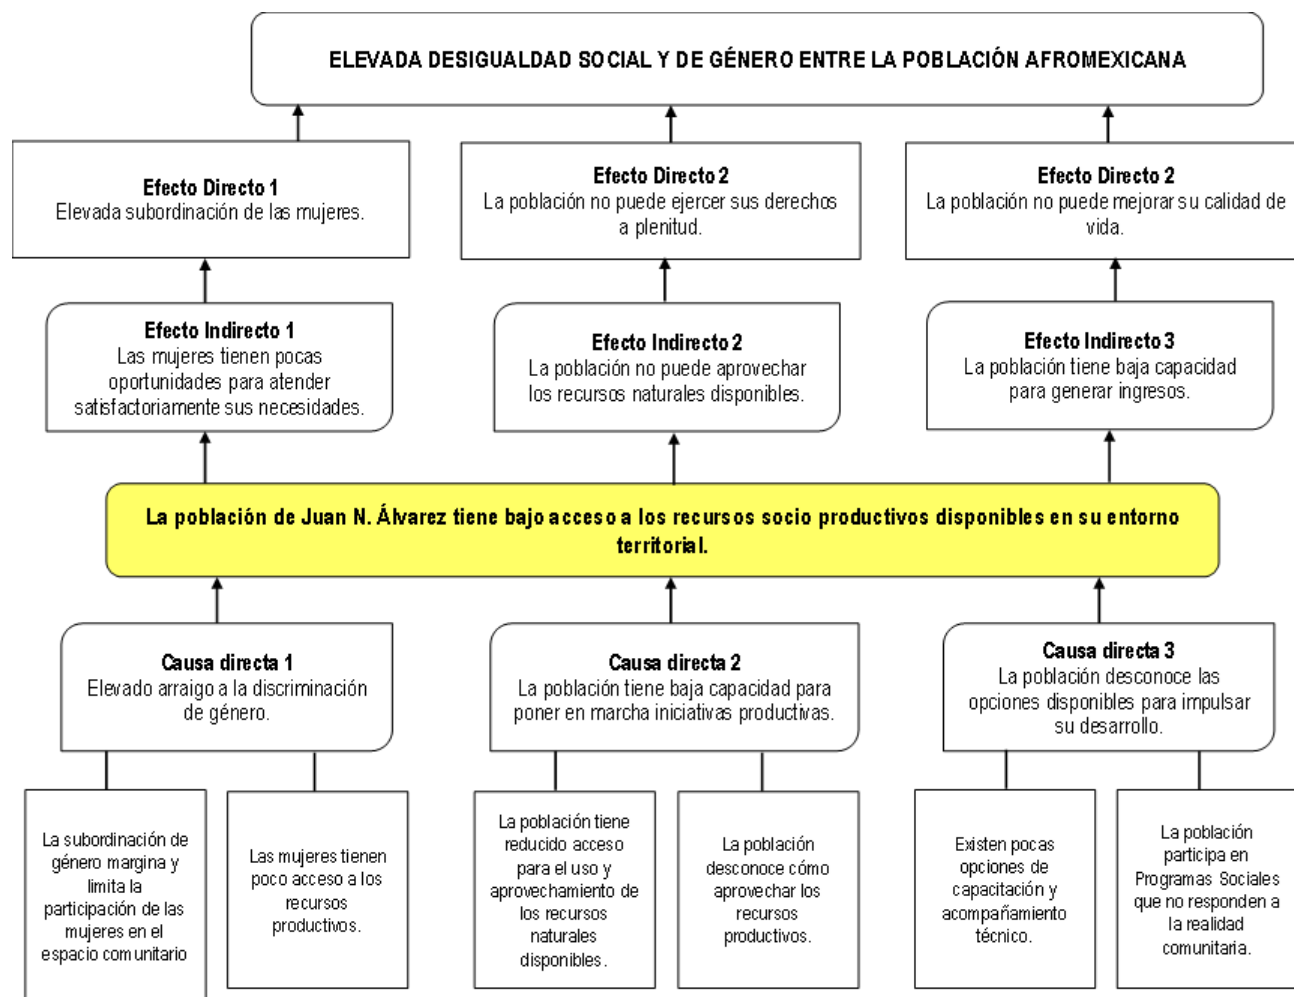 ELEVADA DESIGUALDAD SOCIAL Y DE GÉNERO ENTRE LA POBLACIÓN AFROMEXICANA
Efecto Directo 1
Elevada subordinación de las mujeres.
Efecto Directo 2
La población no puede ejercer sus derechos
a plenitud.
Efecto Directo 2
La población no puede mejorar su calidad de
vida.
Efecto Indirecto 1
Las mujeres tienen pocas
oportunidades para atender
satisfactoriamente sus necesidades.
Efecto Indirecto 2
La población no puede aprovechar
los recursos naturales disponibles.
Efecto Indirecto 3
La población tiene baja capacidad
para generar ingresos.
La población de Juan N. Álvarez tiene bajo acceso a los recursos socio productivos disponibles en su entorno
territorial.
Causa directa 1
Elevado arraigo a la discriminación
de género.
Causa directa 2
La población tiene baja capacidad para
poner en marcha iniciativas productivas.
Causa directa 3
La población desconoce las
opciones disponibles para impulsar
su desarrollo.
La subordinación de
género margina y
limita la
participación de las
mujeres en el
espacio comunitario
Las mujeres tienen
poco acceso a los
recursos
productivos.
La población tiene
reducido acceso
para el uso y
aprovechamiento de
los recursos
naturales
disponibles.
La población
desconoce cómo
aprovechar los
recursos
productivos.
Existen pocas
opciones de
capacitación y
acompañamiento
técnico.
La población
participa en
Programas Sociales
que no responden a
la realidad
comunitaria.